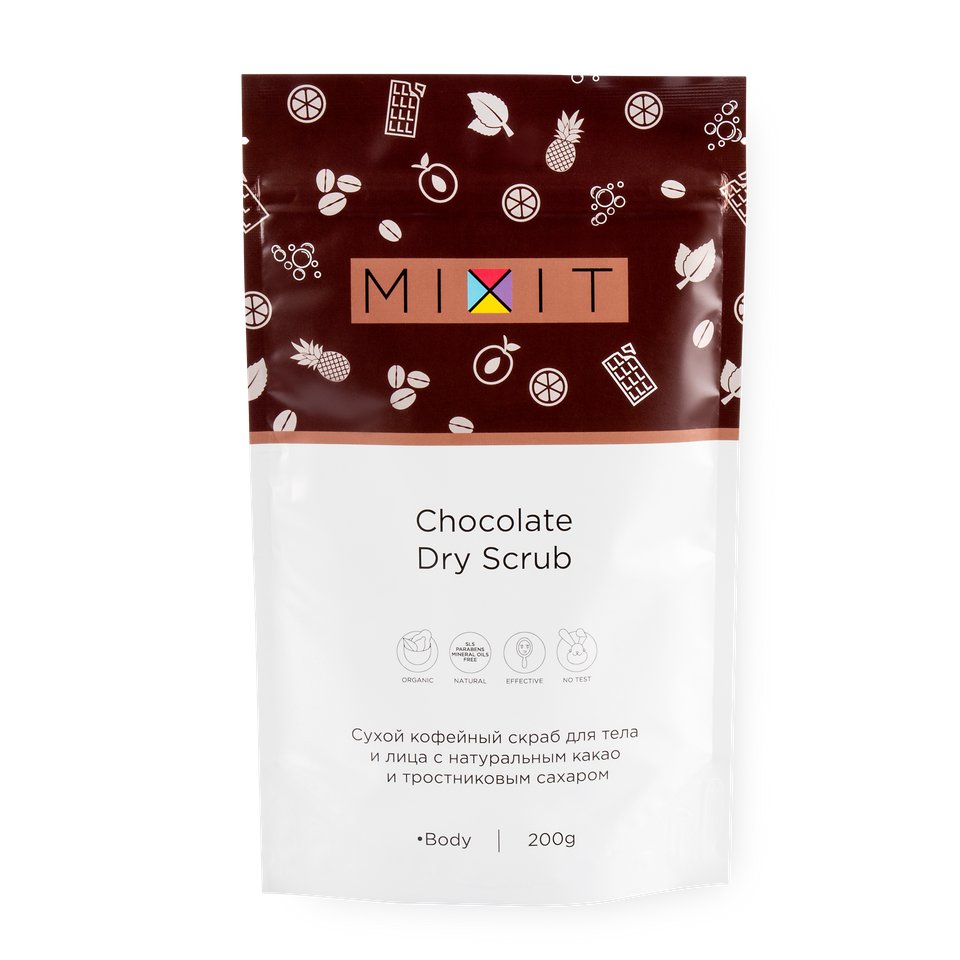 MIXIT
Chocolate
Dry Scrub
SLS
PARABENS
MINERAL OILS
FREE
ORGANIC NATURAL EFFECTIVE NO TEST
Сухой кофейный скраб для тела
и лица с натуральным какао
и тростниковым сахаром
•Body | 200g